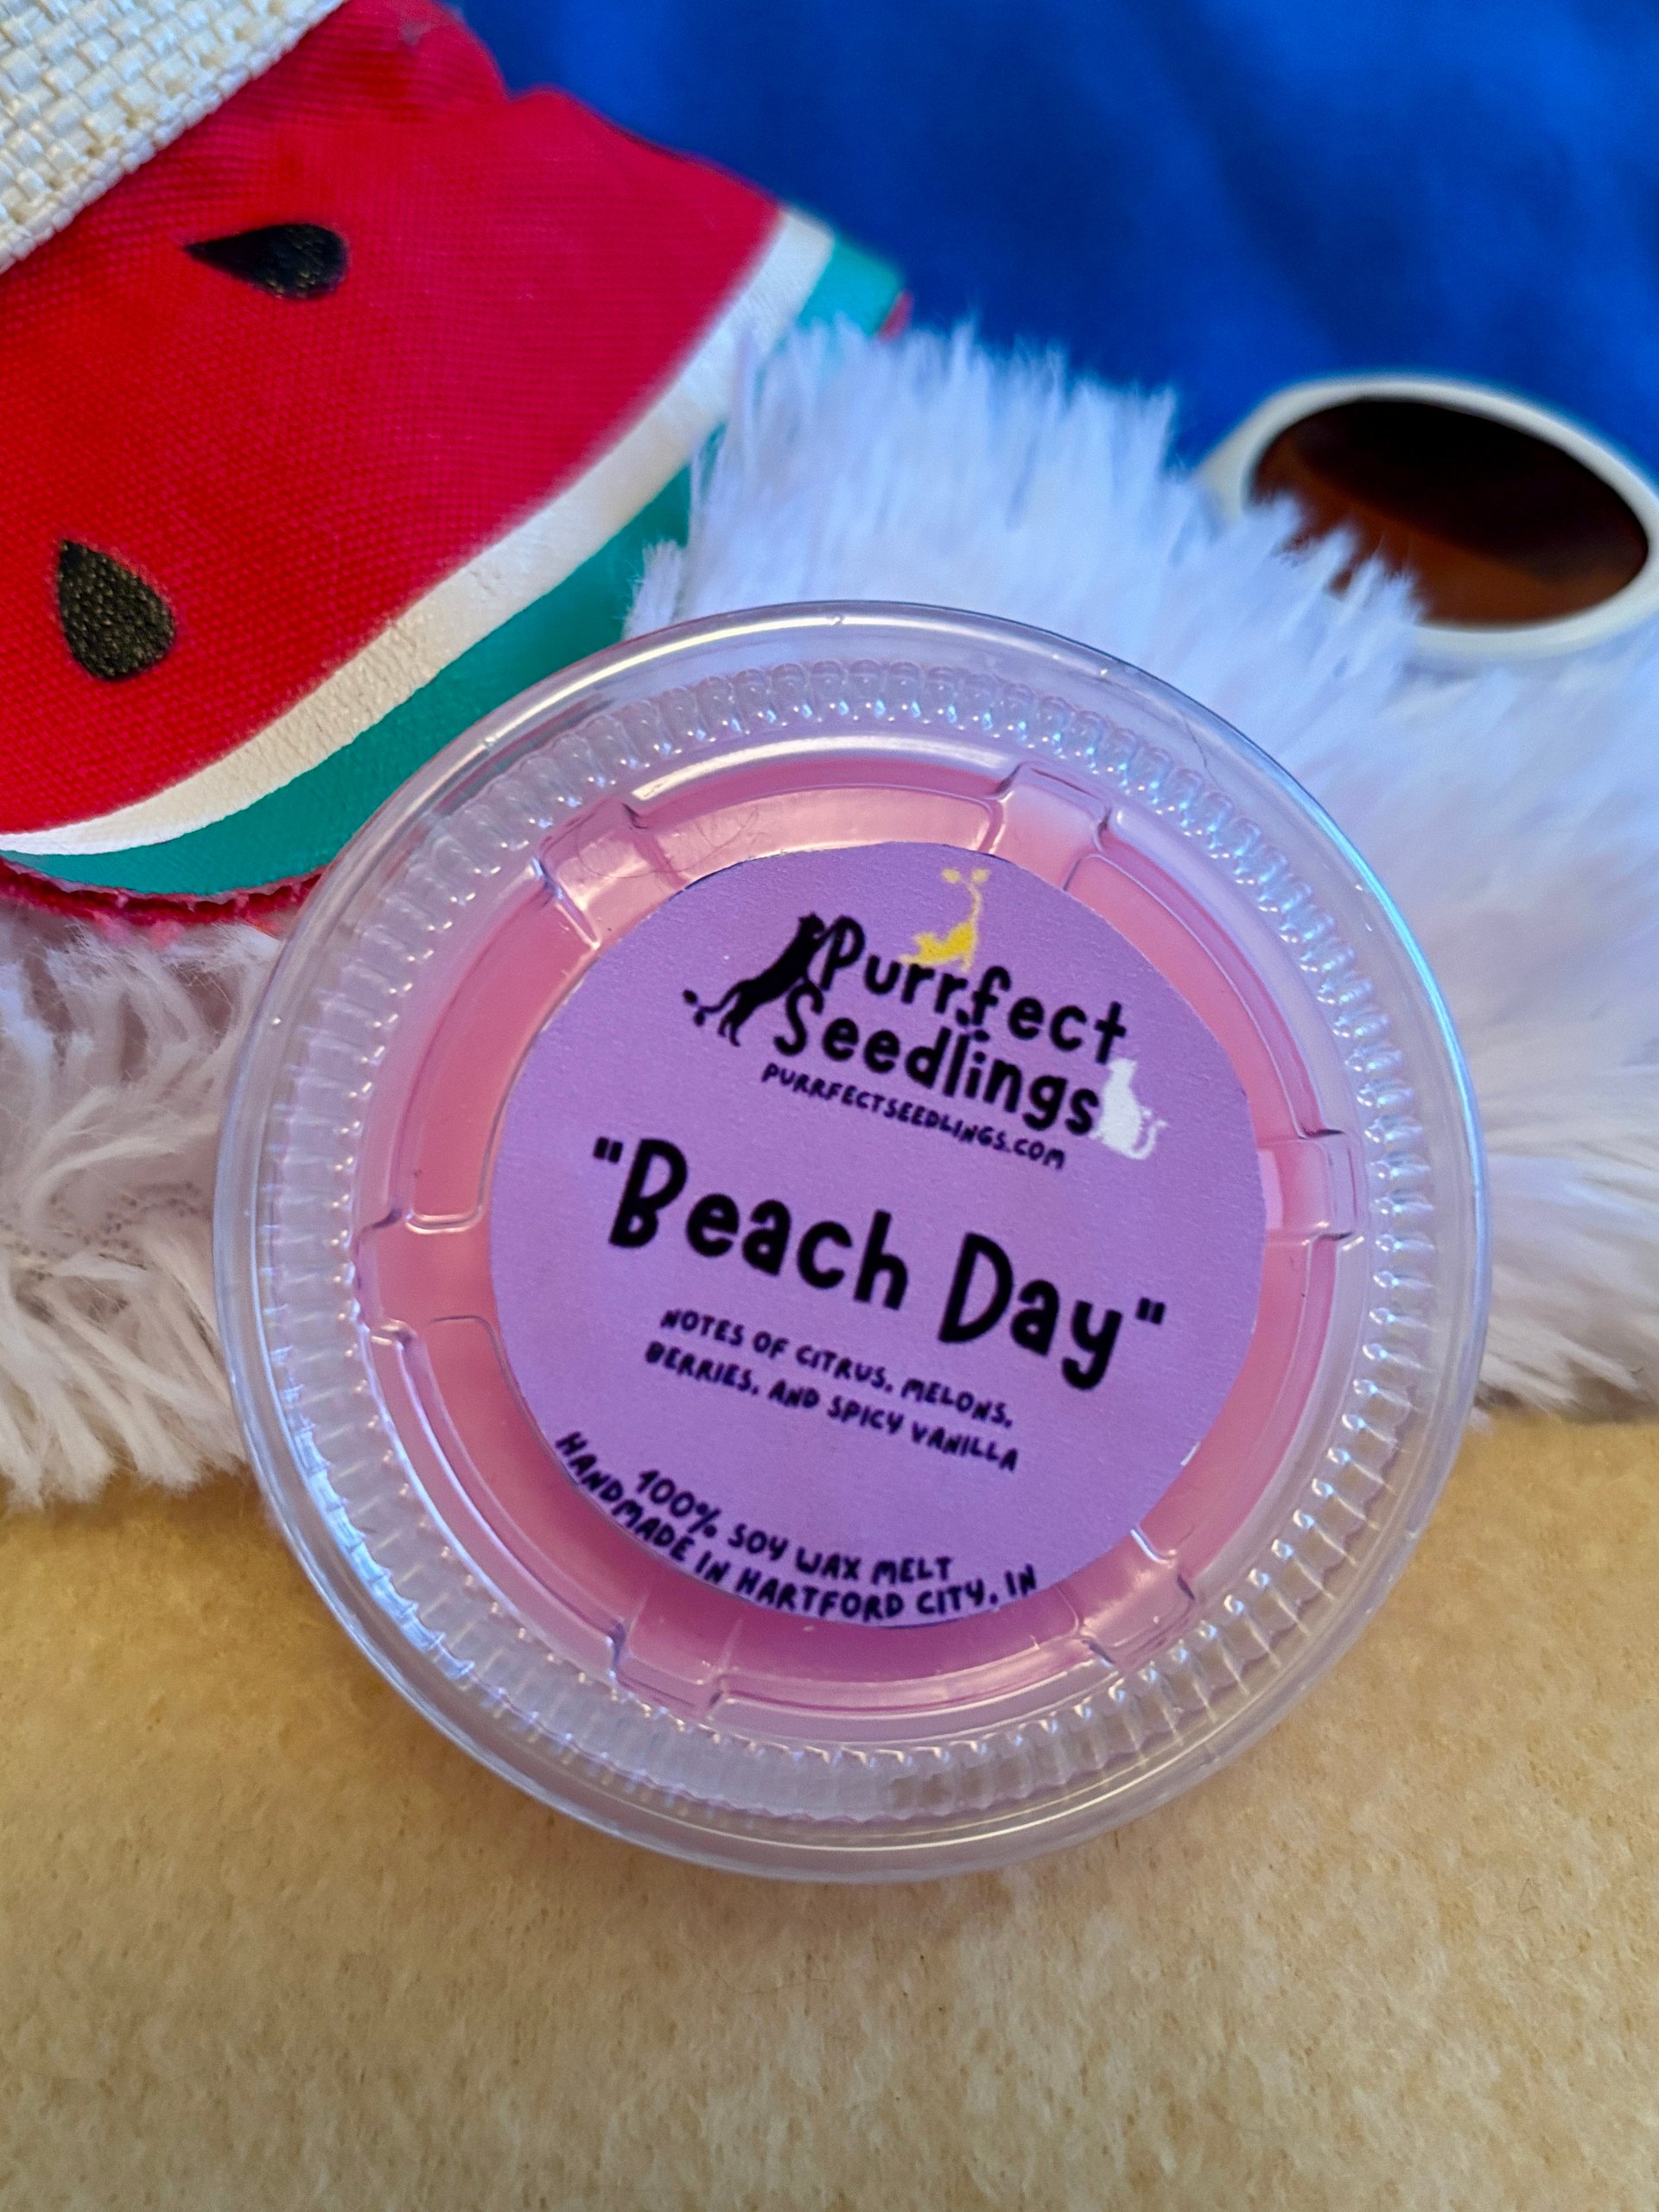 Purrfect
Seedlings
PURRFECTSEEDLINGS.COM
"Beach Day"
NOTES OF CITRUS, MELONS,
BERRIES, AND SPICY VANILLA
100% SOY WAX MELT
HANDMADE IN HARTFORD CITY, IN